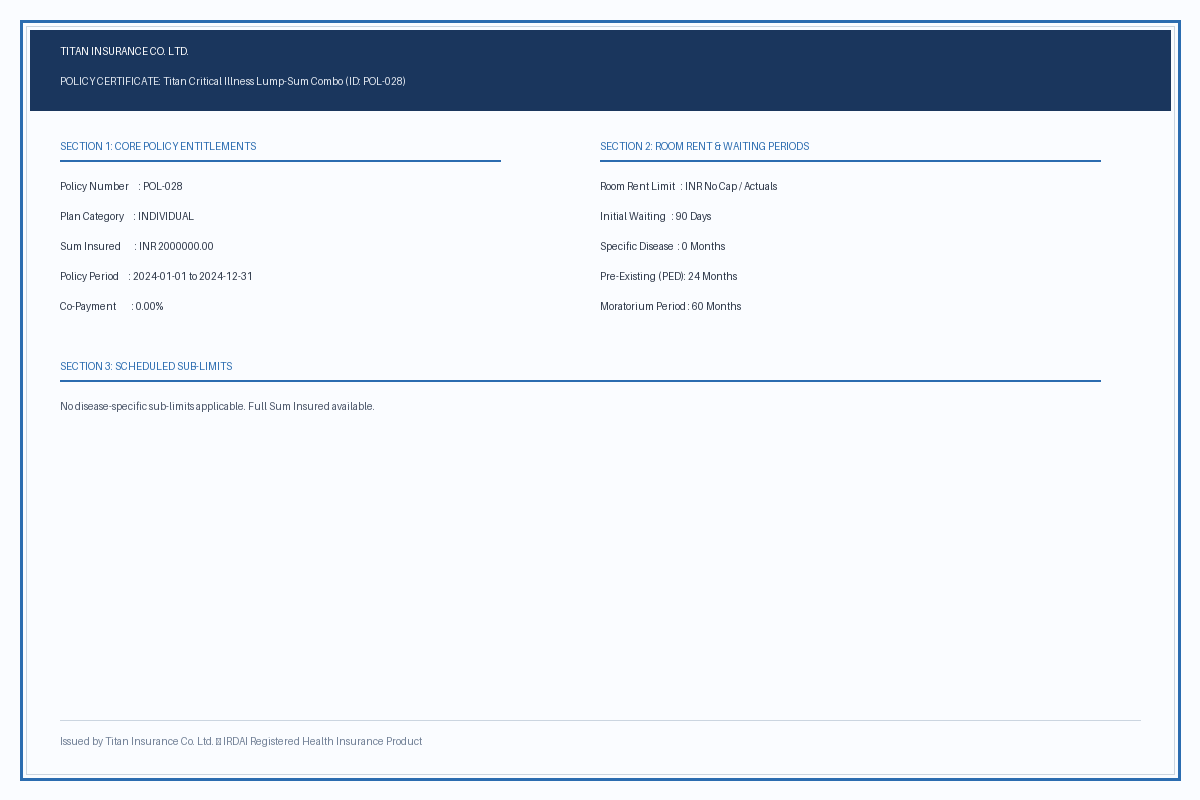 TITAN INSURANCE CO. LTD.
POLICY CERTIFICATE: Titan Critical Illness Lump-Sum Combo (ID: POL-028)
SECTION 1: CORE POLICY ENTITLEMENTS
Policy Number : POL-028
Plan Category : INDIVIDUAL
Sum Insured : INR 2000000.00
Policy Period : 2024-01-01 to 2024-12-31
Co-Payment : 0.00%
SECTION 2: ROOM RENT & WAITING PERIODS
Room Rent Limit : INR No Cap / Actuals
Initial Waiting : 90 Days
Specific Disease : 0 Months
Pre-Existing (PED): 24 Months
Moratorium Period : 60 Months
SECTION 3: SCHEDULED SUB-LIMITS
No disease-specific sub-limits applicable. Full Sum Insured available.
Issued by Titan Insurance Co. Ltd. IRDAI Registered Health Insurance Product